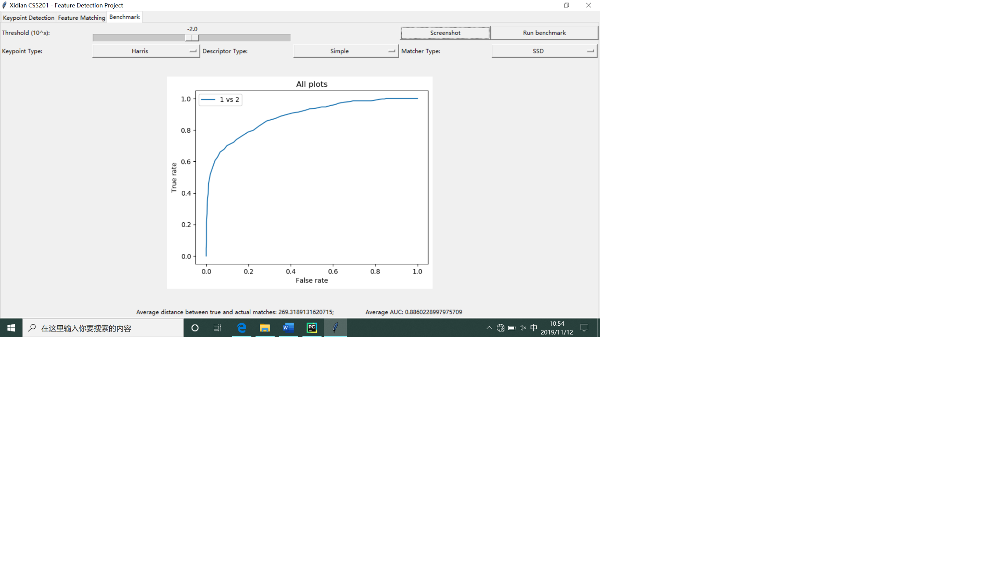 Xidian CS5201 - Feature Detection Project
Keypoint Detection Feature Matching Benchmark
-2.0
Threshold (10^x): Screenshot Run benchmark
Keypoint Type: Harris Descriptor Type: Simple Matcher Type: SSD
All plots
1 vs 2
1.0
0.8
0.6
0.4
0.2
0.0
True rate
0.0 0.2 0.4 0.6 0.8 1.0
False rate
Average distance between true and actual matches: 269.3189131620715; Average AUC: 0.8860228997975709
在这里输入你要搜索的内容
W
PC
中
10:54
2019/11/12